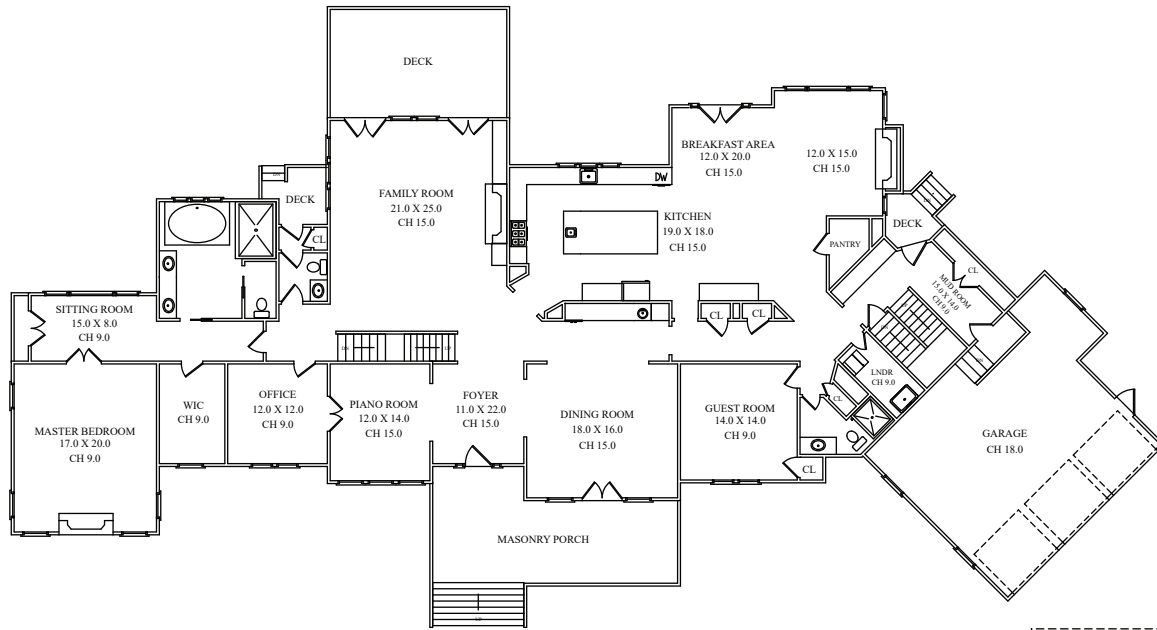 DECK
BREAKFAST AREA
12.0 X 20.0
CH 15.0
12.0 X 15.0
CH 15.0
DW
FAMILY ROOM
21.0 X 25.0
CH 15.0
DN
DECK
CL
KITCHEN
19.0 X 18.0
CH 15.0
PANTRY
DECK
CL
MUD ROOM
15.0 X 14.0
CH 9.0
SITTING ROOM
15.0 X 8.0
CH 9.0
CL
CL
DN
UP
LNDR
CH 9.0
CL
MASTER BEDROOM
17.0 X 20.0
CH 9.0
WIC
CH 9.0
OFFICE
12.0 X 12.0
CH 9.0
PIANO ROOM
12.0 X 14.0
CH 15.0
FOYER
11.0 X 22.0
CH 15.0
DINING ROOM
18.0 X 16.0
CH 15.0
GUEST ROOM
14.0 X 14.0
CH 9.0
CL
GARAGE
CH 18.0
MASONRY PORCH
UP